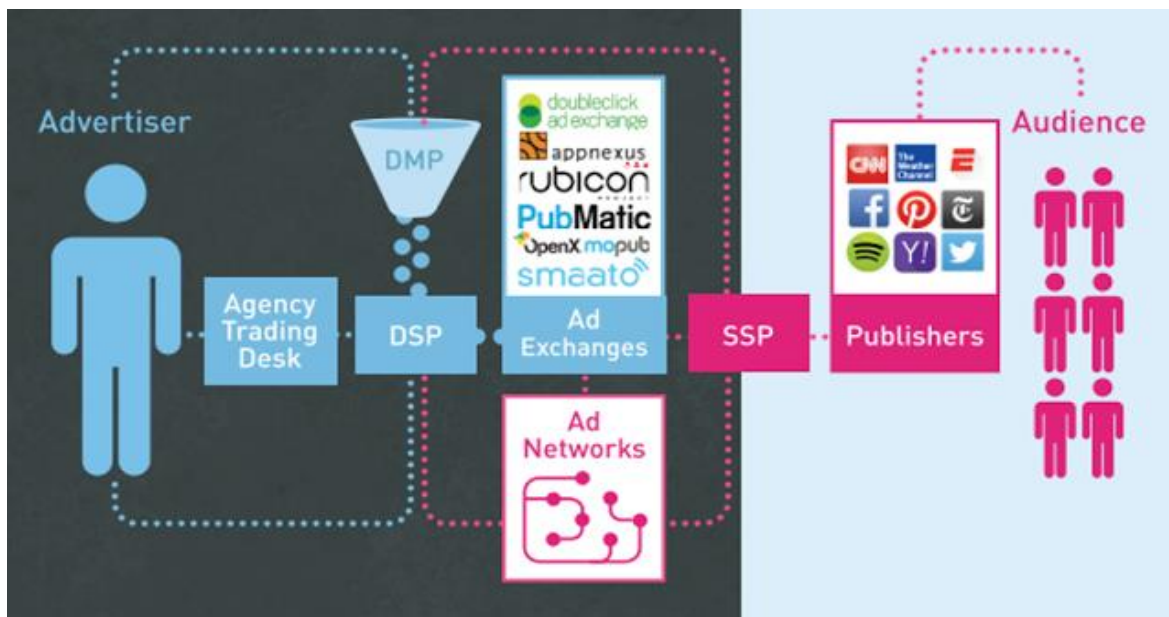 Advertiser
Agency
Trading
Desk
DMP
DSP
doubleclick
ad exchange
appnexus
rubicon
PROJECT
PubMatic
OpenX mopub
smaato
Ad
Exchanges
Ad
Networks
SSP
CNN
The
Weather
Channel
E
f
P
T
Y!
Publishers
Audience